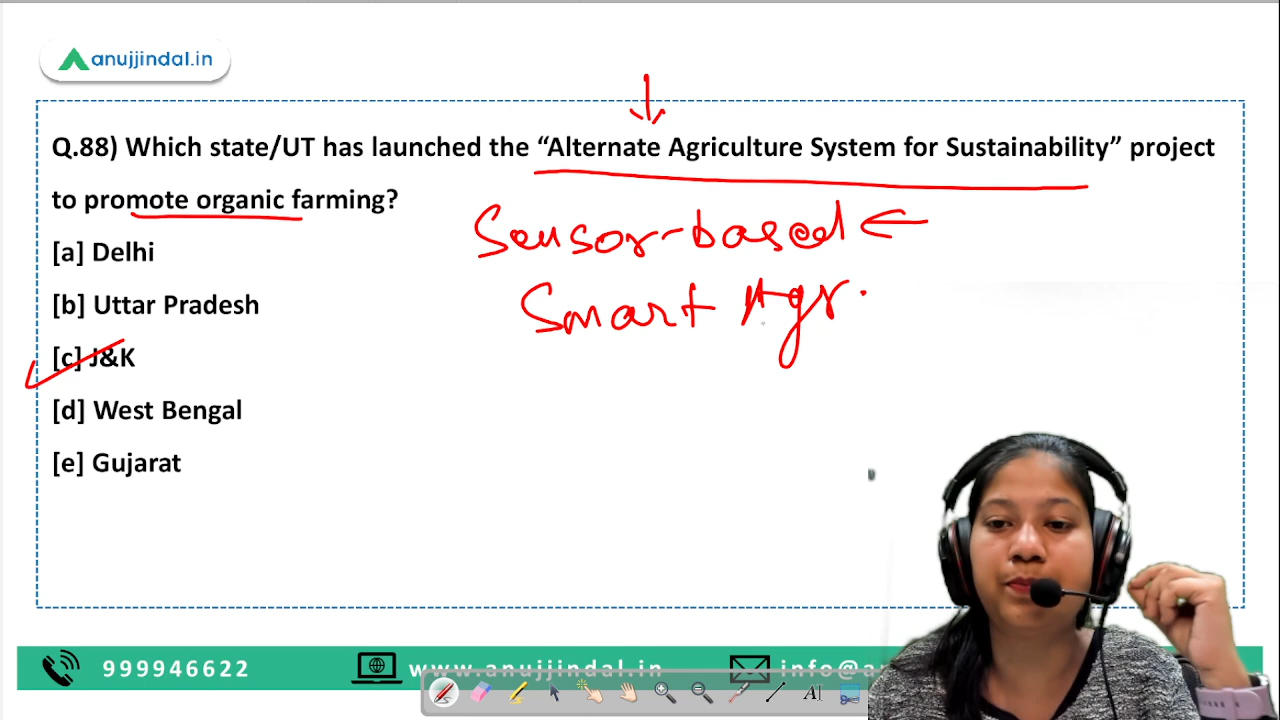 anujjindal.in
Q.88) Which state/UT has launched the “Alternate Agriculture System for Sustainability” project
to promote organic farming?
Sensor-based
[a] Delhi
Smart Agr.
[b] Uttar Pradesh
[c] J&K
[d] West Bengal
[e] Gujarat
999946622
www.anujjindal.in
info@a